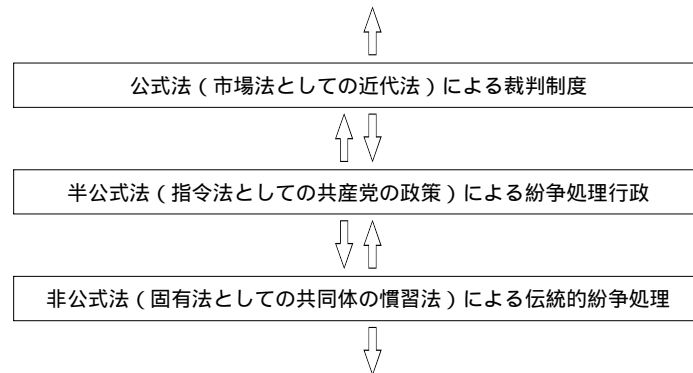 公式法（市場法としての近代法）による裁判制度
半公式法（指令法としての共産党の政策）による紛争処理行政
非公式法（固有法としての共同体の慣習法）による伝統的紛争処理